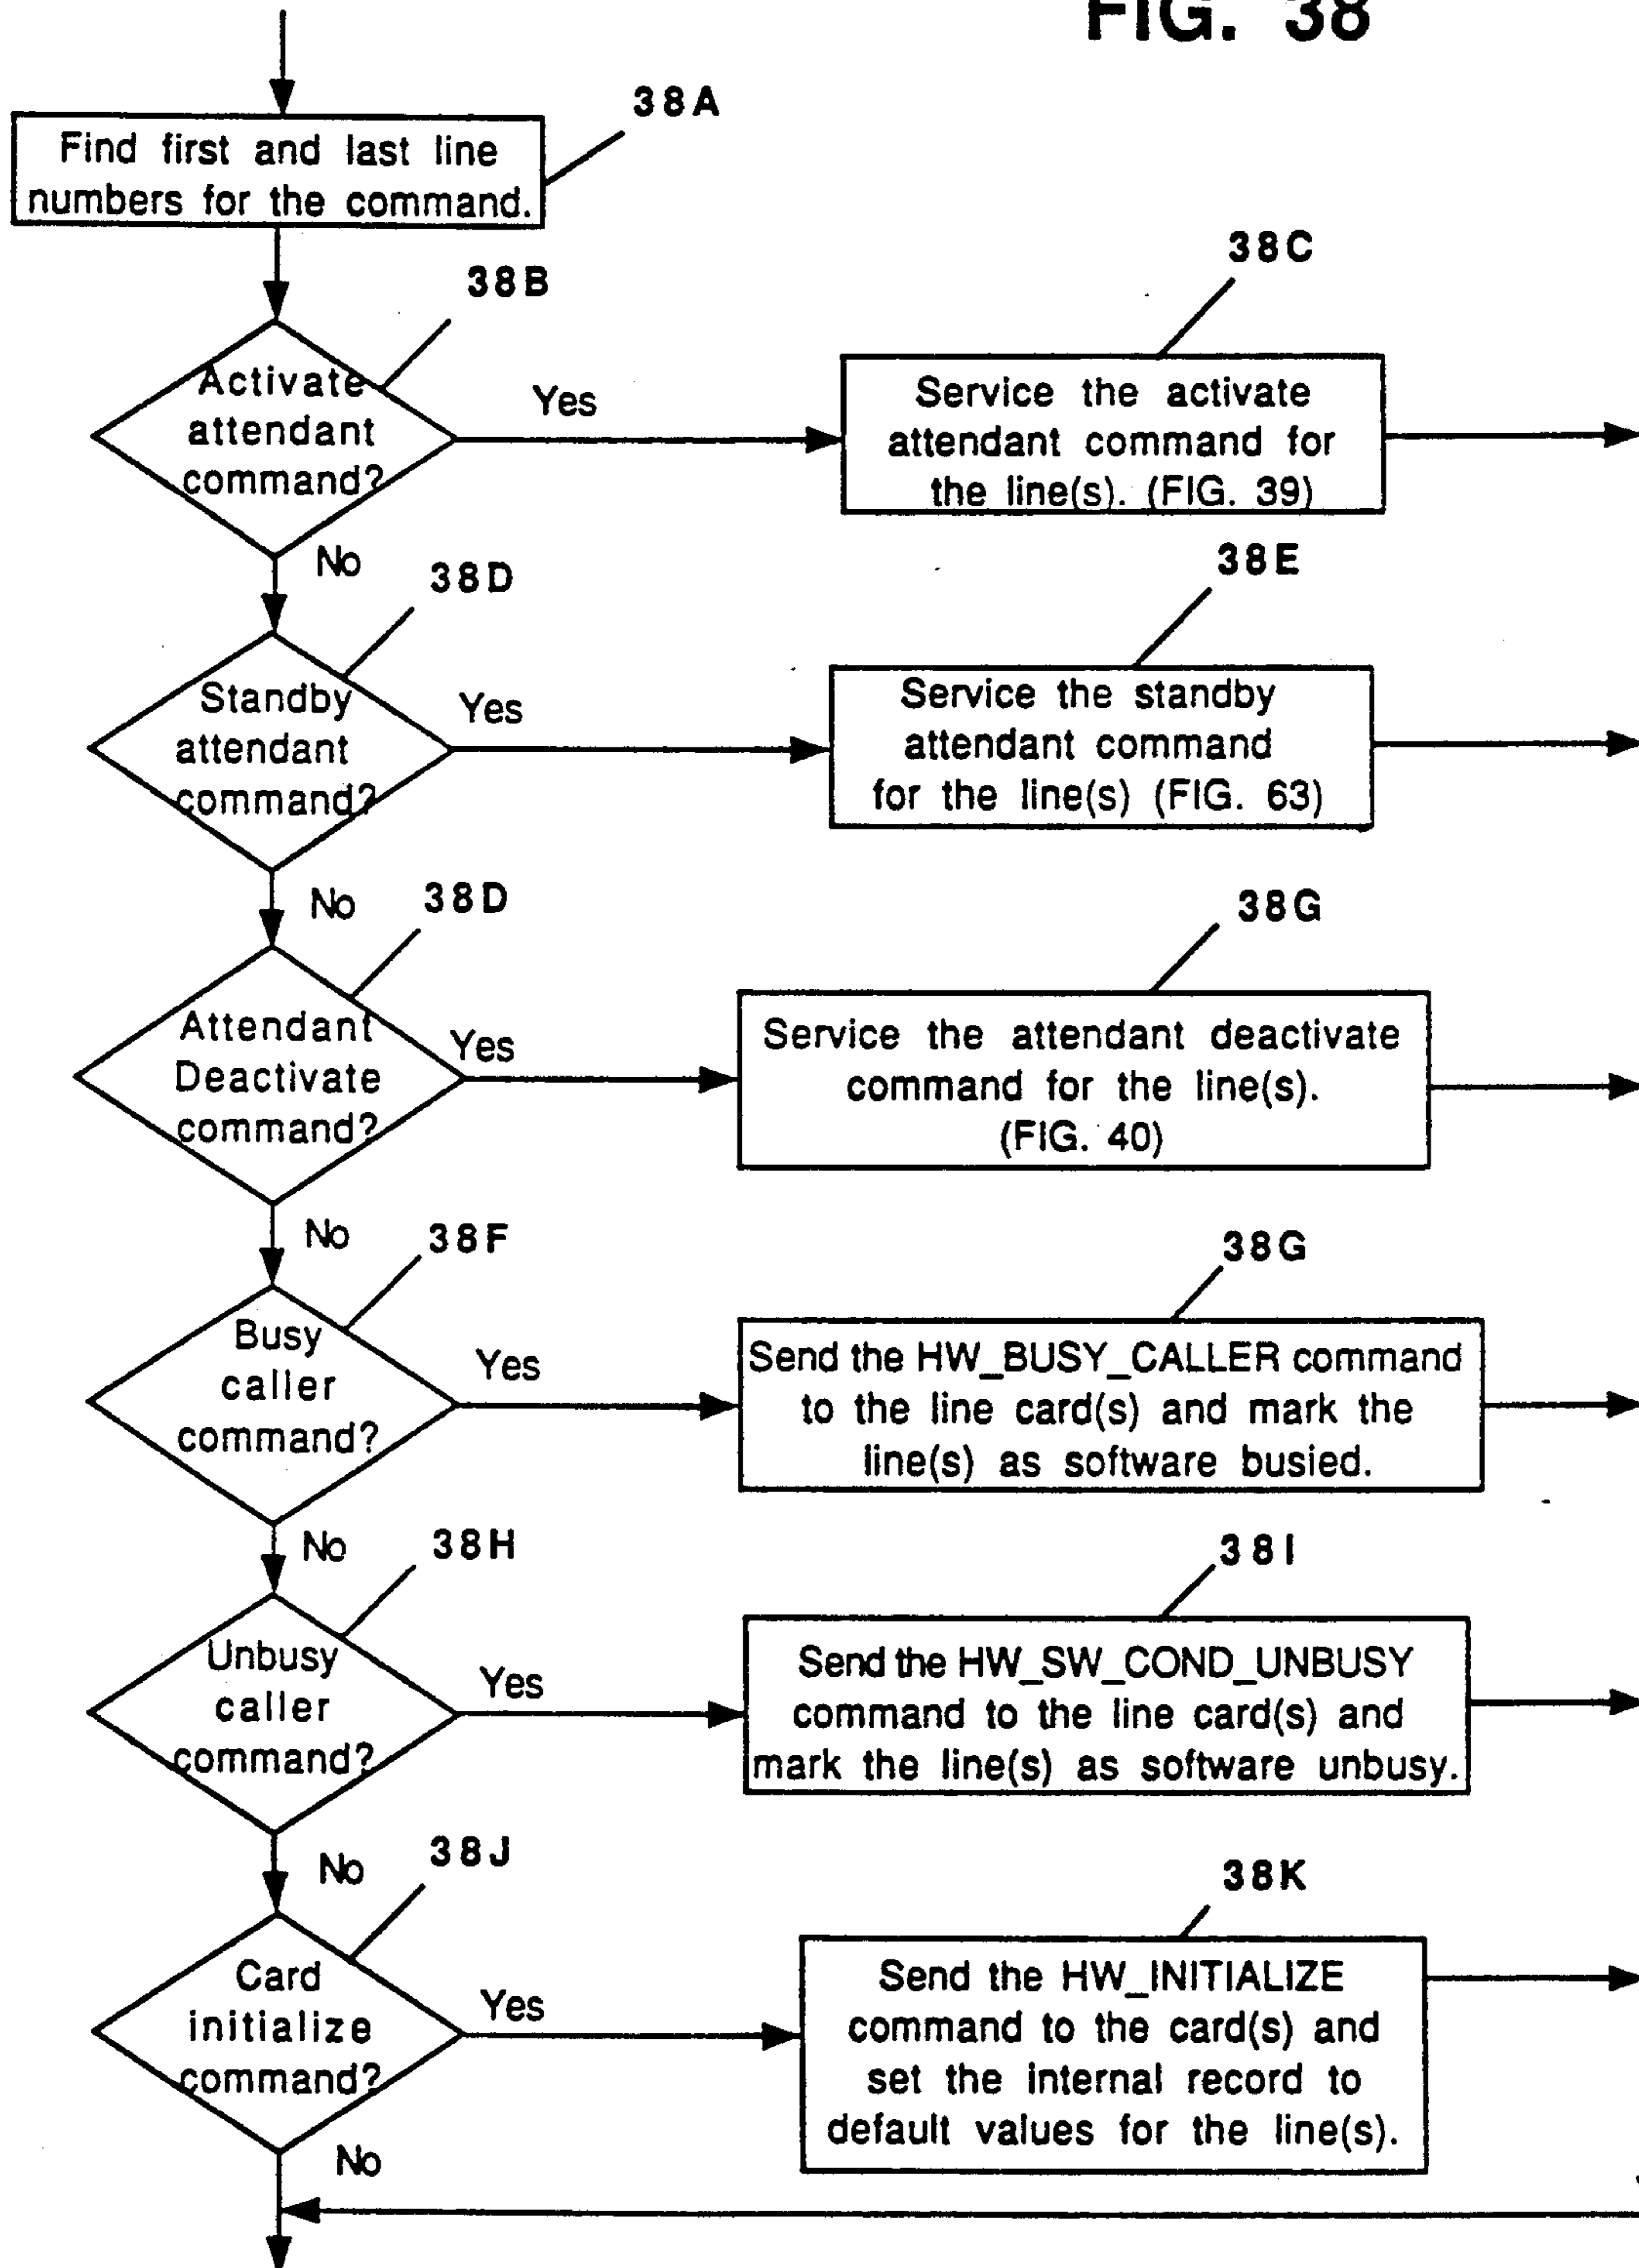 FIG. 38
38A
Find first and last line
numbers for the command.
38B
Activate
attendant
command?
Yes
38C
Service the activate
attendant command for
the line(s). (FIG. 39)
No
38D
Standby
attendant
command?
Yes
38E
Service the standby
attendant command
for the line(s) (FIG. 63)
No
38D
Attendant
Deactivate
command?
Yes
38G
Service the attendant deactivate
command for the line(s).
(FIG. 40)
No
38F
Busy
caller
command?
Yes
38G
Send the HW_BUSY_CALLER command
to the line card(s) and mark the
line(s) as software busied.
No
38H
Unbusy
caller
command?
Yes
38I
Send the HW_SW_COND_UNBUSY
command to the line card(s) and
mark the line(s) as software unbusy.
No
38J
Card
initialize
command?
Yes
38K
Send the HW_INITIALIZE
command to the card(s) and
set the internal record to
default values for the line(s).
No